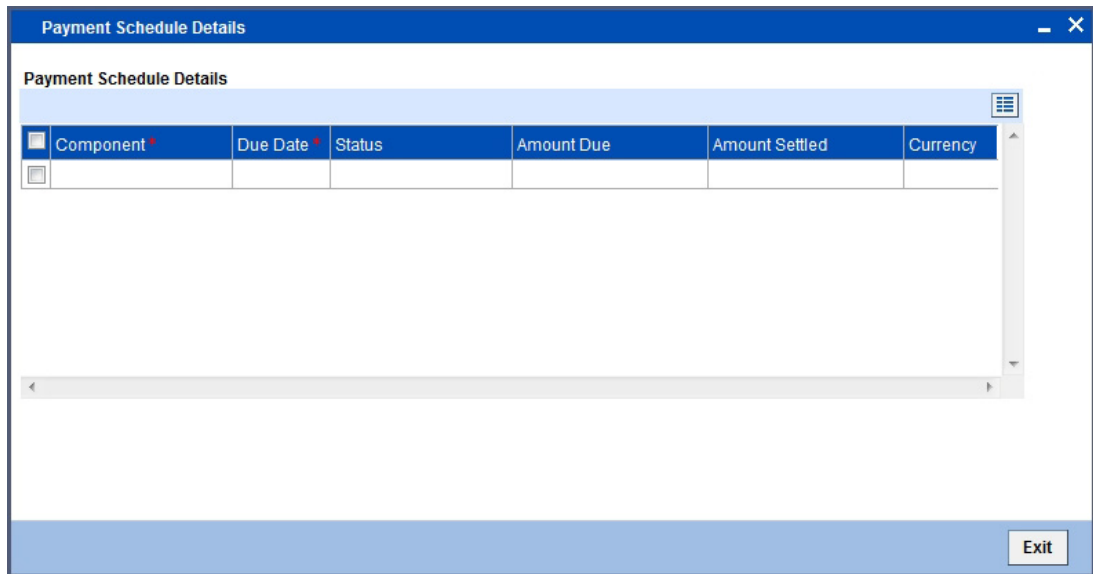 Payment Schedule Details
Payment Schedule Details
Component * Due Date * Status Amount Due Amount Settled Currency
Exit